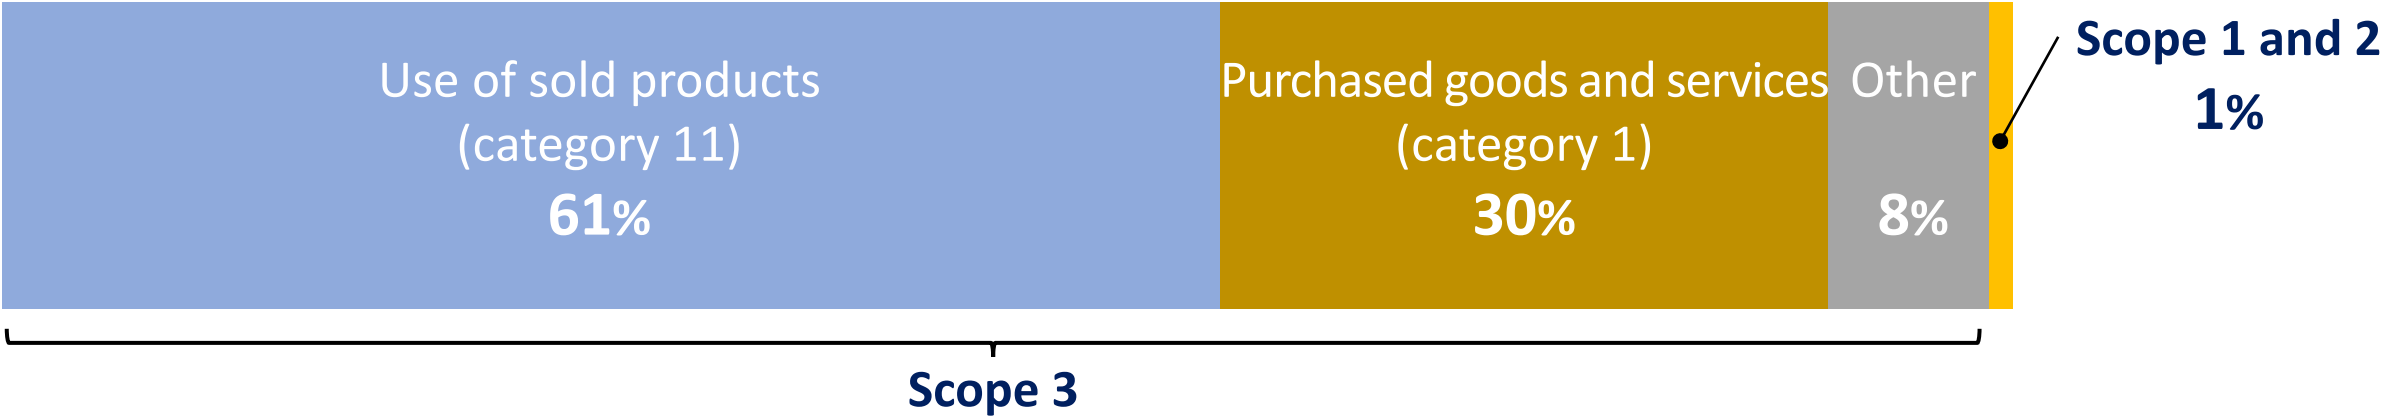 Use of sold products
(category 11)
61%
Purchased goods and services
(category 1)
30%
Other
8%
Scope 1 and 2
1%
Scope 3